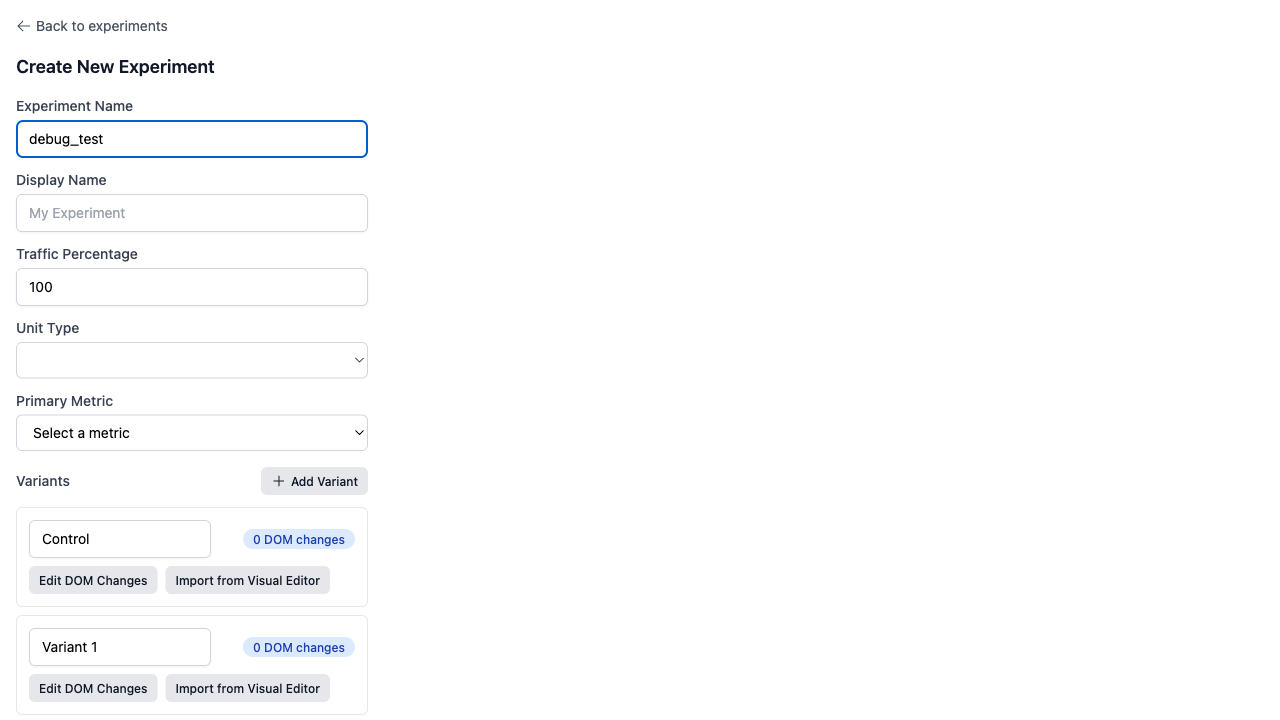 Back to experiments
Create New Experiment
Experiment Name
debug_test
Display Name
My Experiment
Traffic Percentage
100
Unit Type
Primary Metric
Select a metric
Variants
Add Variant
Control
0 DOM changes
Edit DOM Changes
Import from Visual Editor
Variant 1
0 DOM changes
Edit DOM Changes
Import from Visual Editor